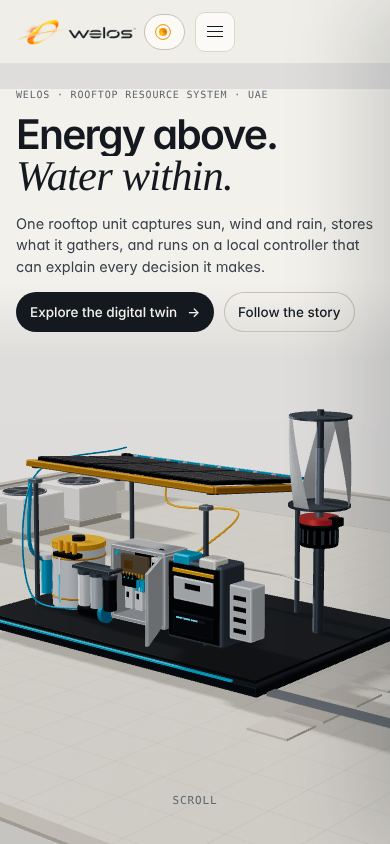 welos
WELOS · ROOFTOP RESOURCE SYSTEM · UAE
Energy above.
Water within.
One rooftop unit captures sun, wind and rain, stores
what it gathers, and runs on a local controller that
can explain every decision it makes.
Explore the digital twin →
Follow the story
SCROLL